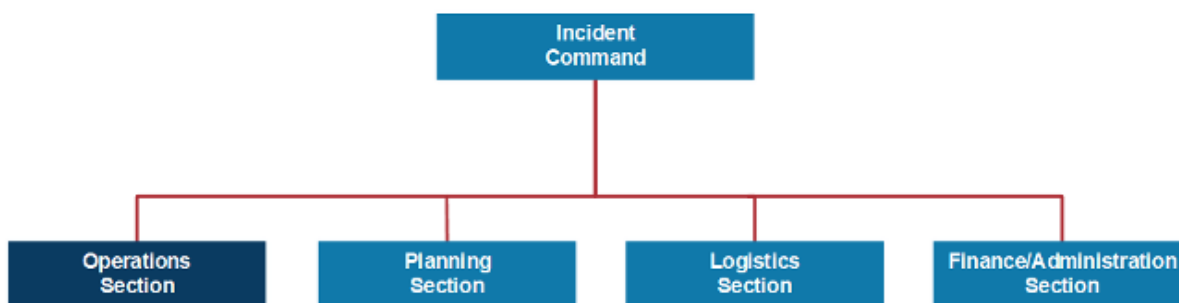 Incident
Command
Operations
Section
Planning
Section
Logistics
Section
Finance/Administration
Section